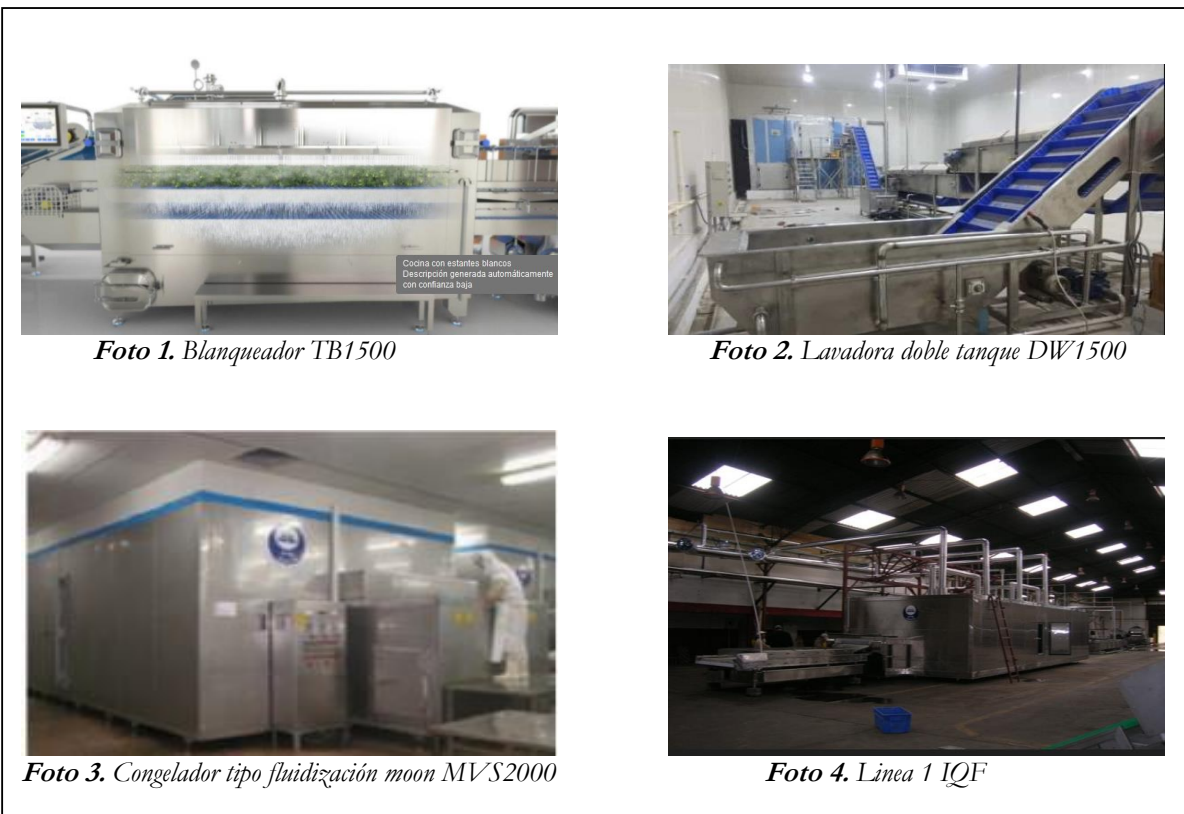 Cocina con estantes blancos
Descripción generada automáticamente
con confianza baja
Foto 1. Blanqueador TB1500
Foto 2. Lavadora doble tanque DW1500
Foto 3. Congelador tipo fluidización moon MVS2000
Foto 4. Linea 1 IQF